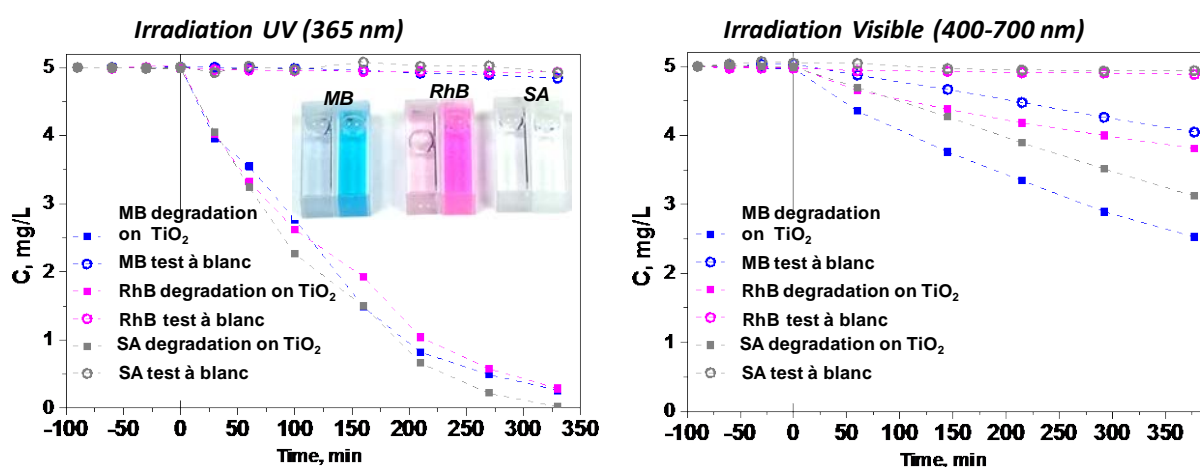 Irradiation UV (365 nm)
Irradiation Visible (400-700 nm)
C, mg/L
5
4
3
2
1
0
MB
RhB
SA
MB degradation
on TiO₂
MB test à blanc
RhB degradation on TiO₂
RhB test à blanc
SA degradation on TiO₂
SA test à blanc
-100 -50 0 50 100 150 200 250 300 350
Time, min
C, mg/L
5
4
3
2
1
0
MB degradation
on TiO₂
MB test à blanc
RhB degradation on TiO₂
RhB test à blanc
SA degradation on TiO₂
SA test à blanc
-100 -50 0 50 100 150 200 250 300 350
Time, min